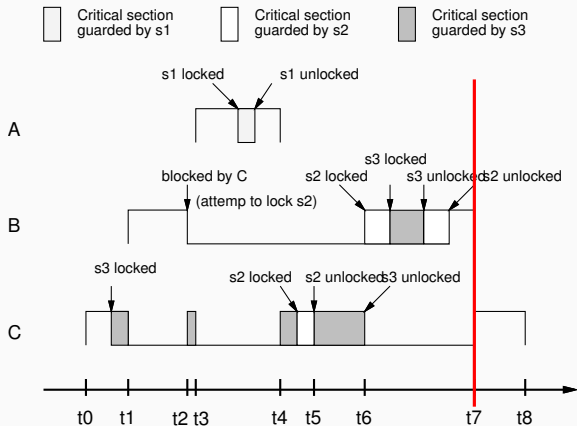 Critical section
guarded by s1
Critical section
guarded by s2
Critical section
guarded by s3
s1 locked
s1 unlocked
A
s3 locked
blocked by C
s2 locked
s3 unlocked
s2 unlocked
(attemp to lock s2)
B
s3 locked
s2 locked
s2 unlocked
s3 unlocked
C
t0
t1
t2
t3
t4
t5
t6
t7
t8